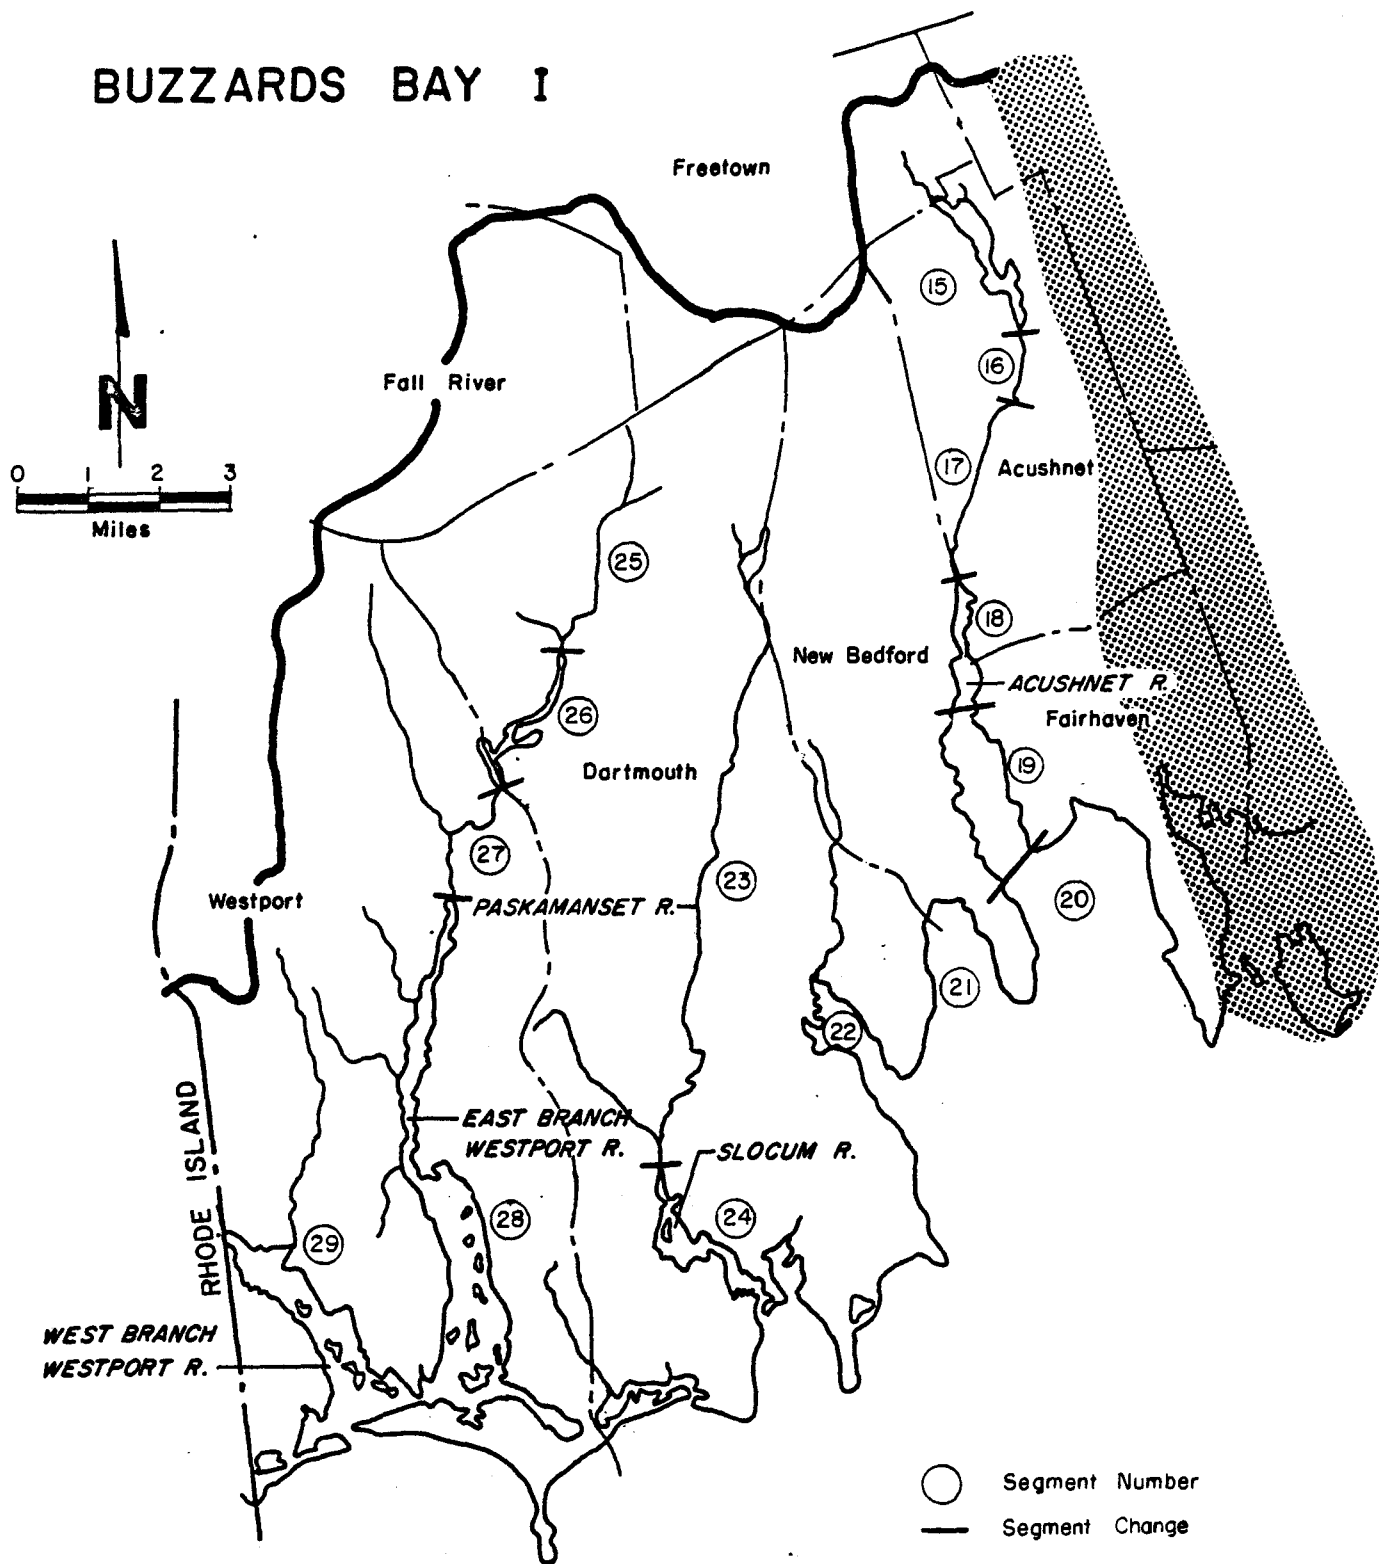 BUZZARDS BAY I
Freetown
15
16
Fall River
N
0 1 2 3
Miles
17
Acushnet
25
18
New Bedford
ACUSHNET R.
26
Fairhaven
19
Dartmouth
27
23
20
Westport
PASKAMANSET R.
21
22
RHODE ISLAND
EAST BRANCH
WESTPORT R.
SLOCUM R.
28
24
29
WEST BRANCH
WESTPORT R.
Segment Number
Segment Change